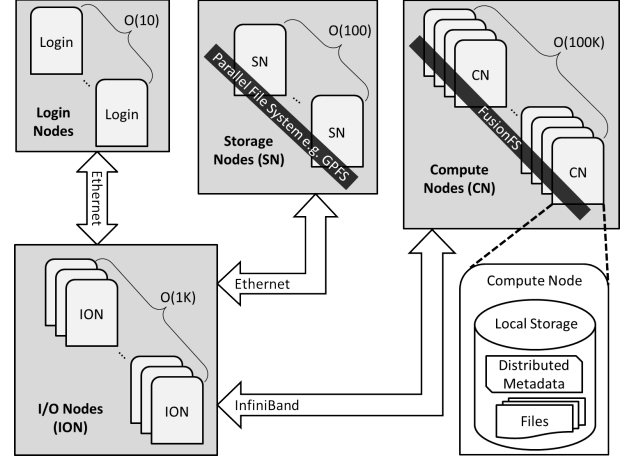 O(10)
Login
Login
Login
Nodes
Ethernet
O(100)
SN
SN
Parallel File System e.g. GPFS
Storage
Nodes (SN)
O(100K)
CN
CN
FusionFS
Compute
Nodes (CN)
O(1K)
ION
ION
I/O Nodes
(ION)
Ethernet
InfiniBand
Compute Node
Local Storage
Distributed
Metadata
Files